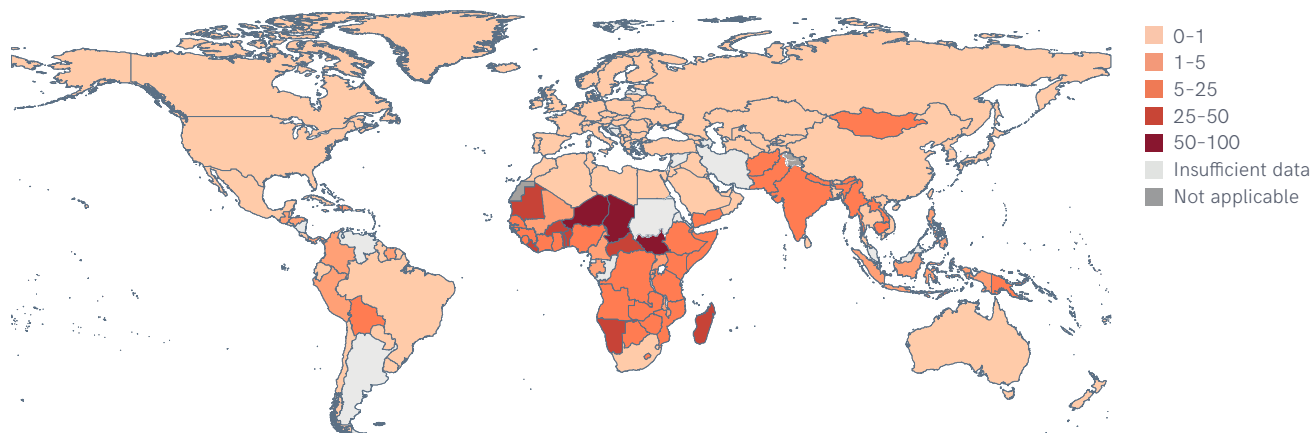 0–1
1–5
5–25
25–50
50–100
Insufficient data
Not applicable